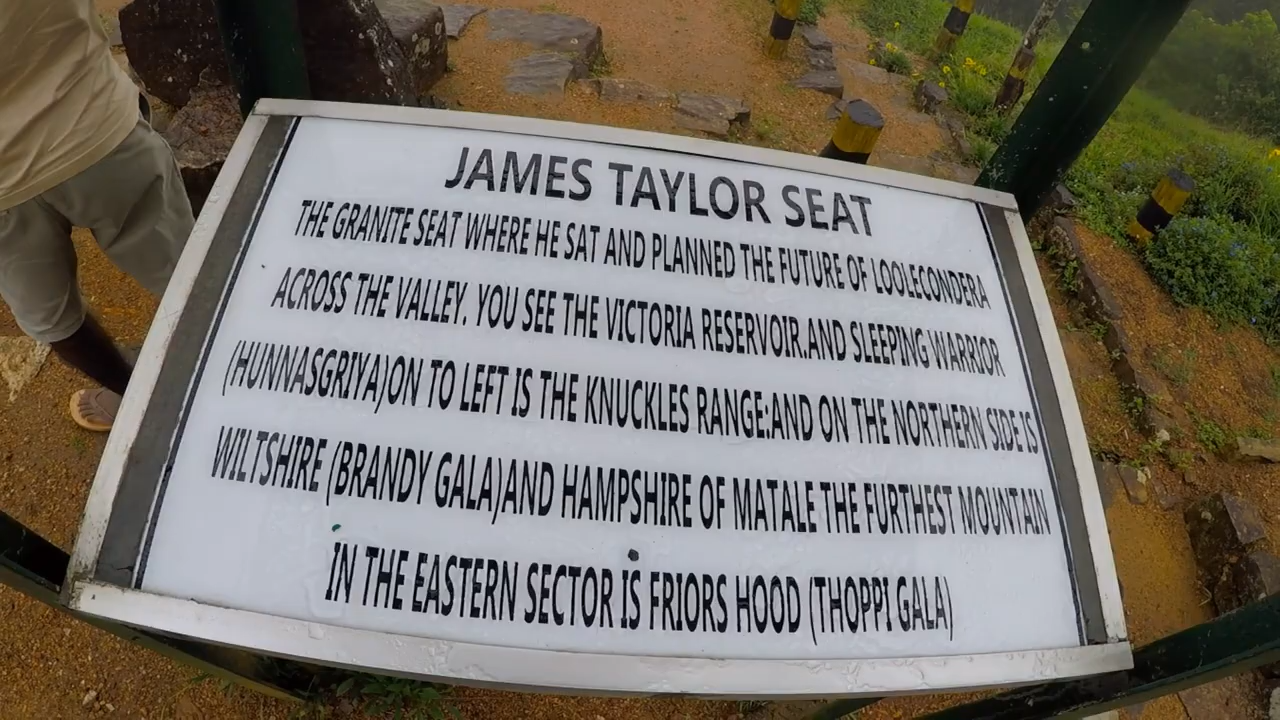 JAMES TAYLOR SEAT
THE GRANITE SEAT WHERE HE SAT AND PLANNED THE FUTURE OF LOOLECONDERA
ACROSS THE VALLEY. YOU SEE THE VICTORIA RESERVOIR.AND SLEEPING WARRIOR
(HUNNASGRIYA)ON TO LEFT IS THE KNUCKLES RANGE:AND ON THE NORTHERN SIDE IS
WILTSHIRE (BRANDY GALA)AND HAMPSHIRE OF MATALE THE FURTHEST MOUNTAIN
IN THE EASTERN SECTOR IS FRIORS HOOD (THOPPI GALA)